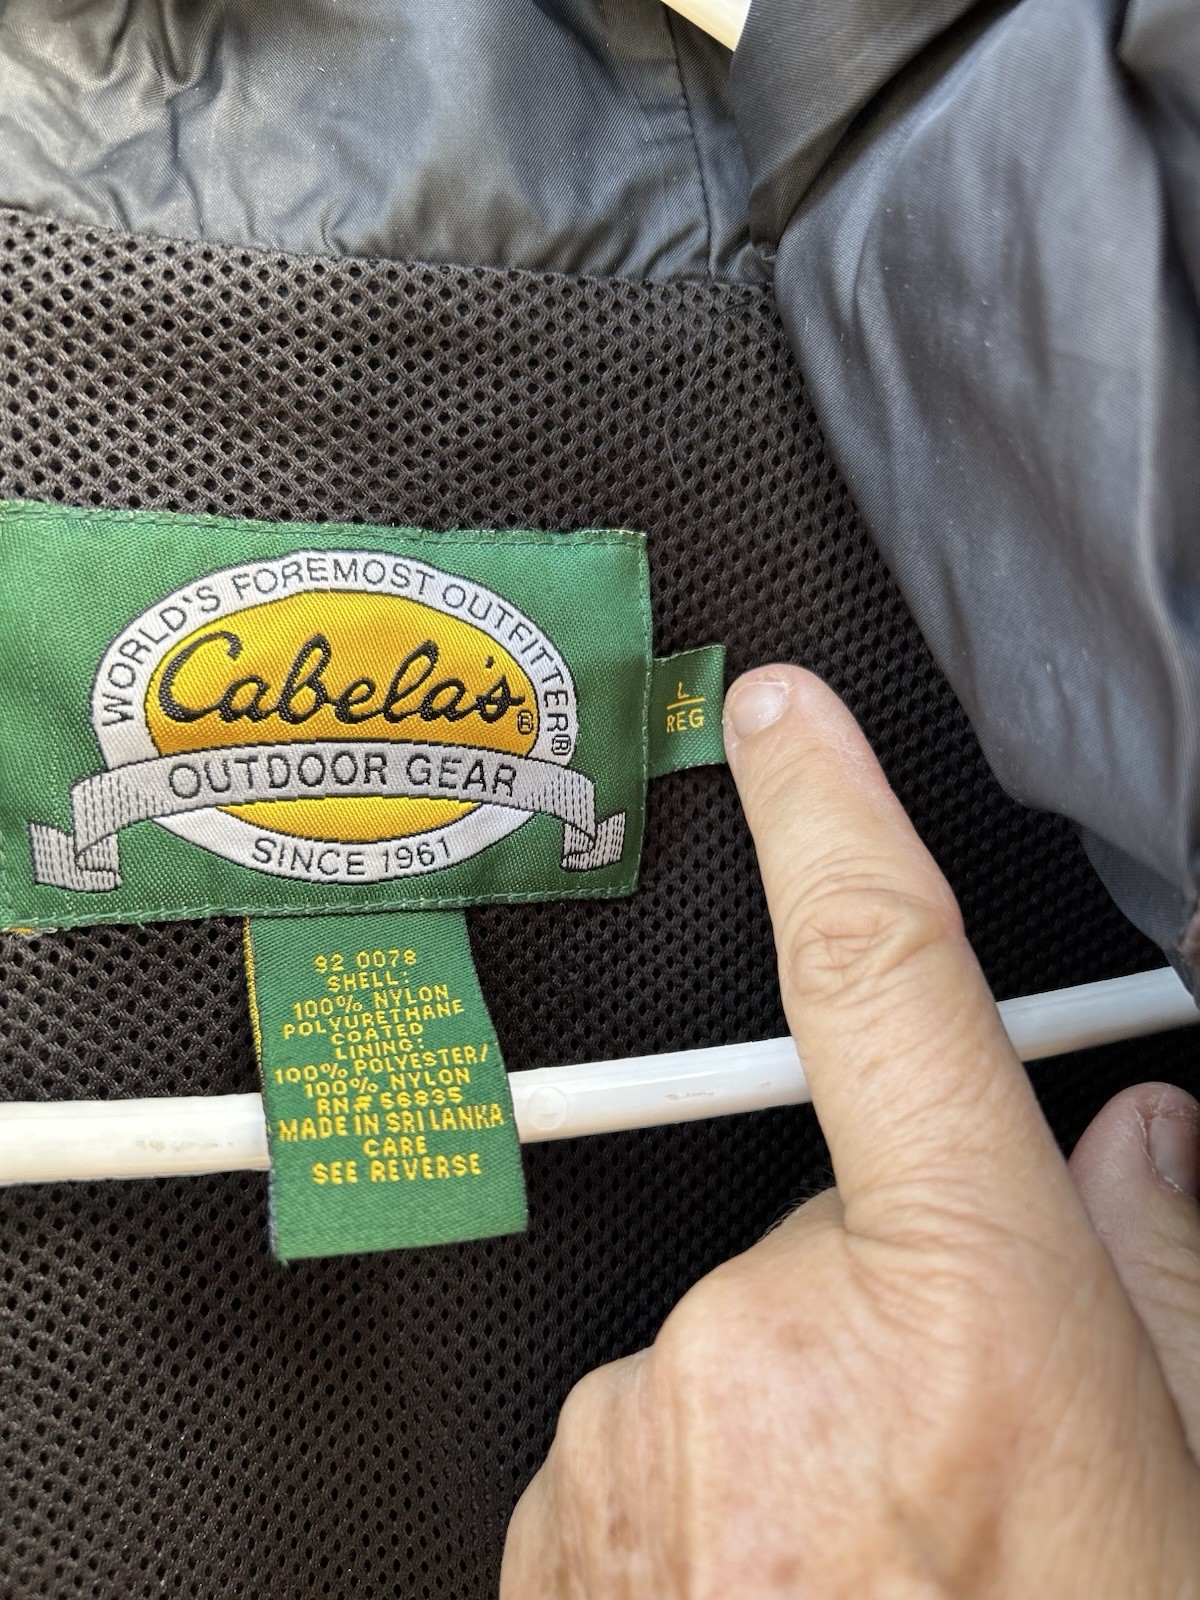 WORLD'S FOREMOST OUTFITTER®
Cabela's®
OUTDOOR GEAR
SINCE 1961
L
REG
92 0078
SHELL:
100% NYLON
POLYURETHANE
COATED
LINING:
100% POLYESTER/
100% NYLON
RN# 56835
MADE IN SRI LANKA
CARE
SEE REVERSE